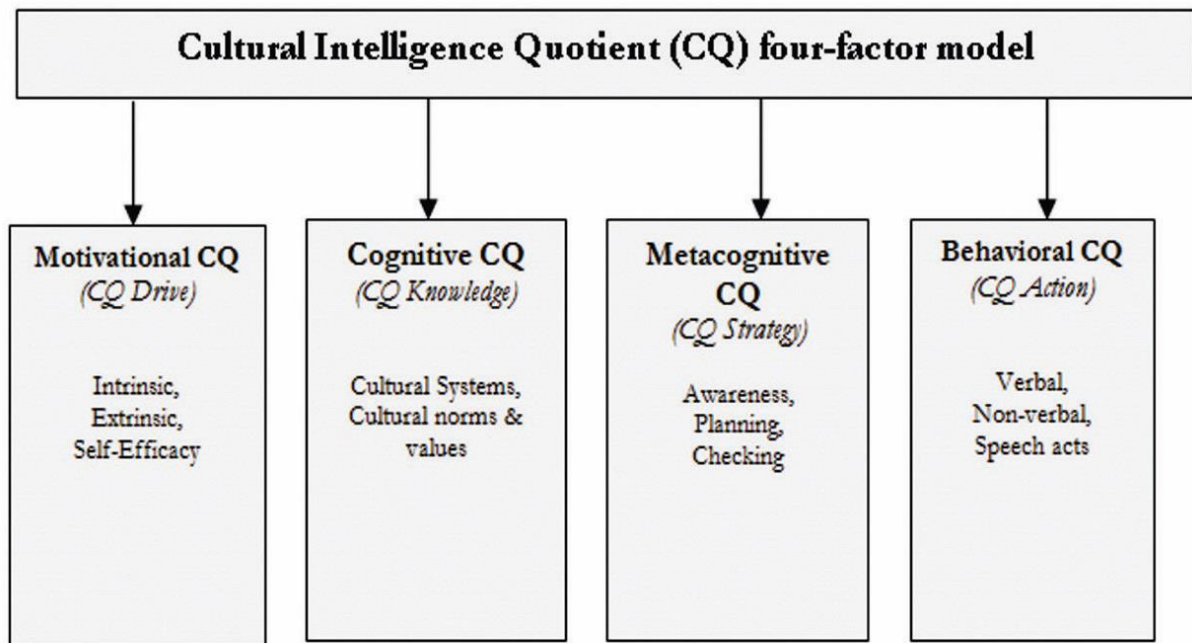 Cultural Intelligence Quotient (CQ) four-factor model
Motivational CQ
(CQ Drive)
Intrinsic,
Extrinsic,
Self-Efficacy
Cognitive CQ
(CQ Knowledge)
Cultural Systems,
Cultural norms &
values
Metacognitive
CQ
(CQ Strategy)
Awareness,
Planning,
Checking
Behavioral CQ
(CQ Action)
Verbal,
Non-verbal,
Speech acts